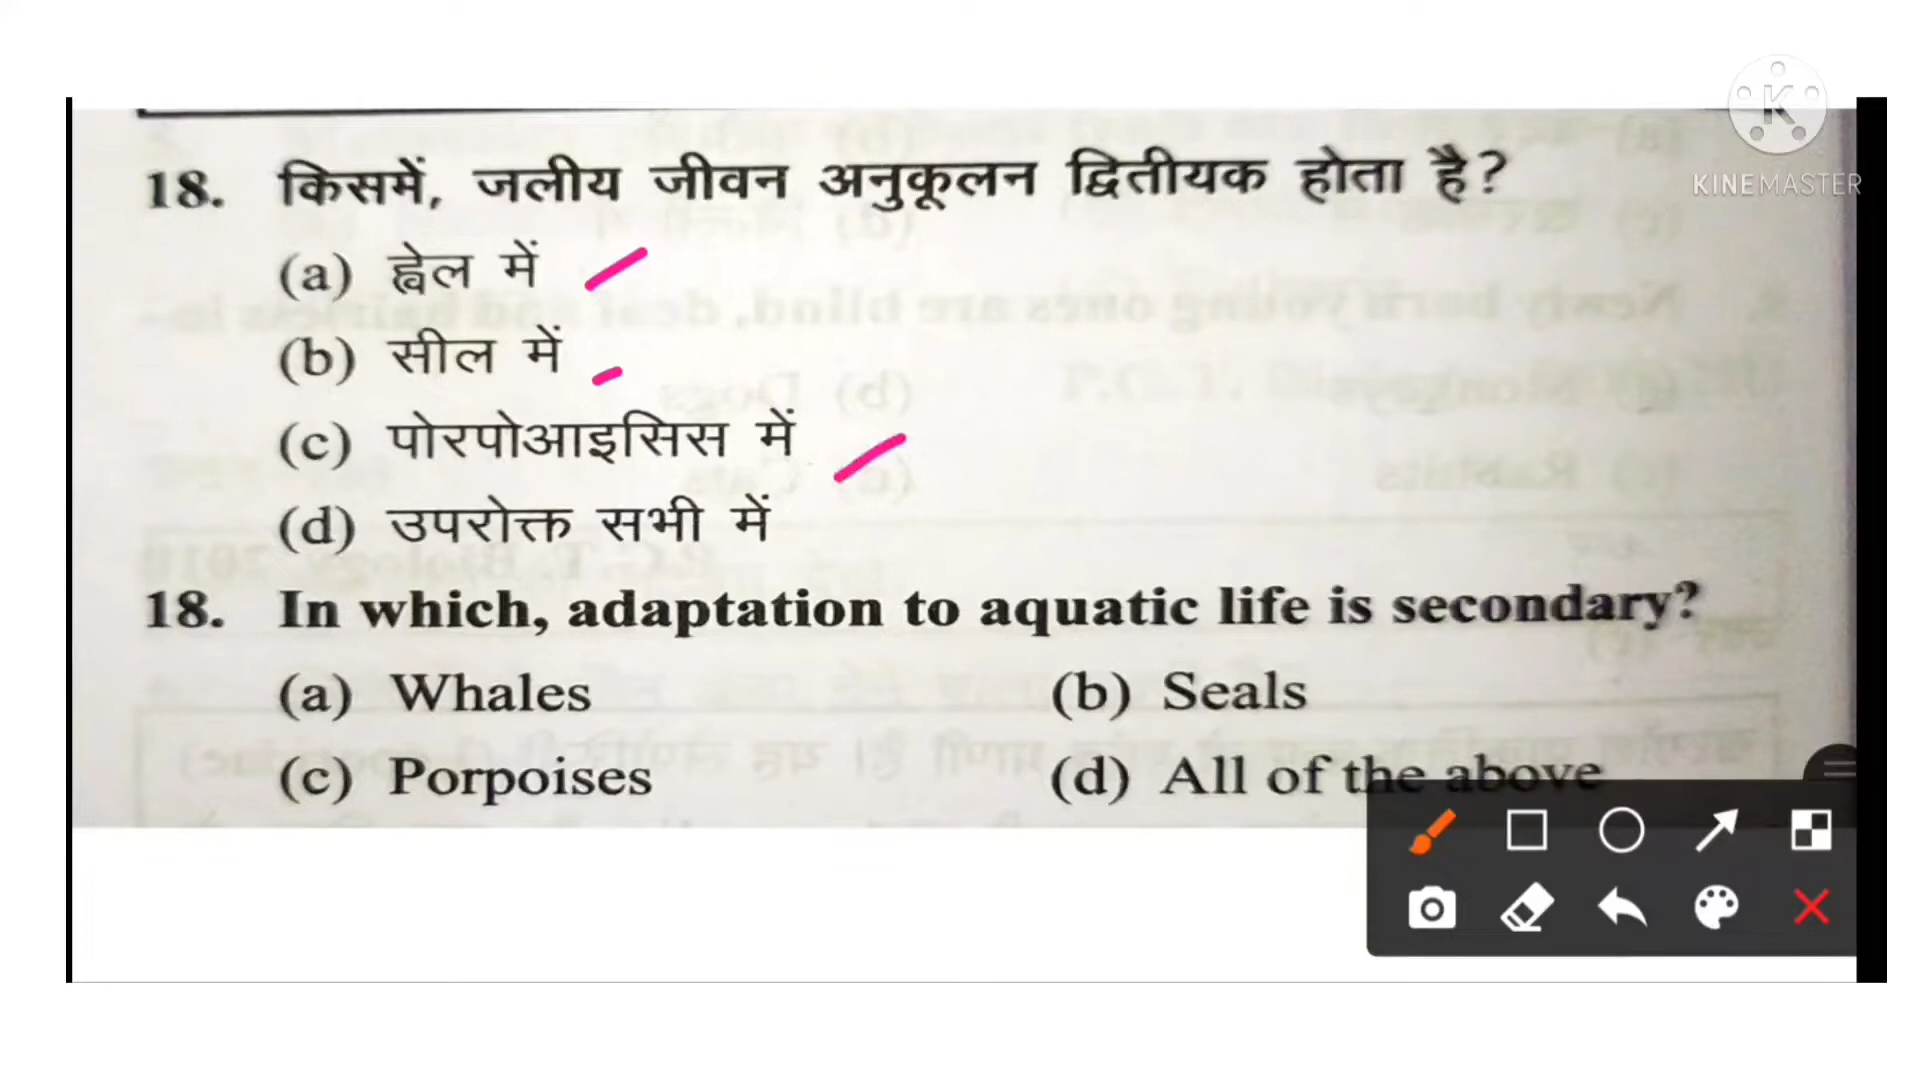 KINEMASTER
18. किसमें, जलीय जीवन अनुकूलन द्वितीयक होता है?
(a) ह्वेल में
(b) सील में
(c) पोरपोआइसिस में
(d) उपरोक्त सभी में
18. In which, adaptation to aquatic life is secondary?
(a) Whales (b) Seals
(c) Porpoises (d) All of the above